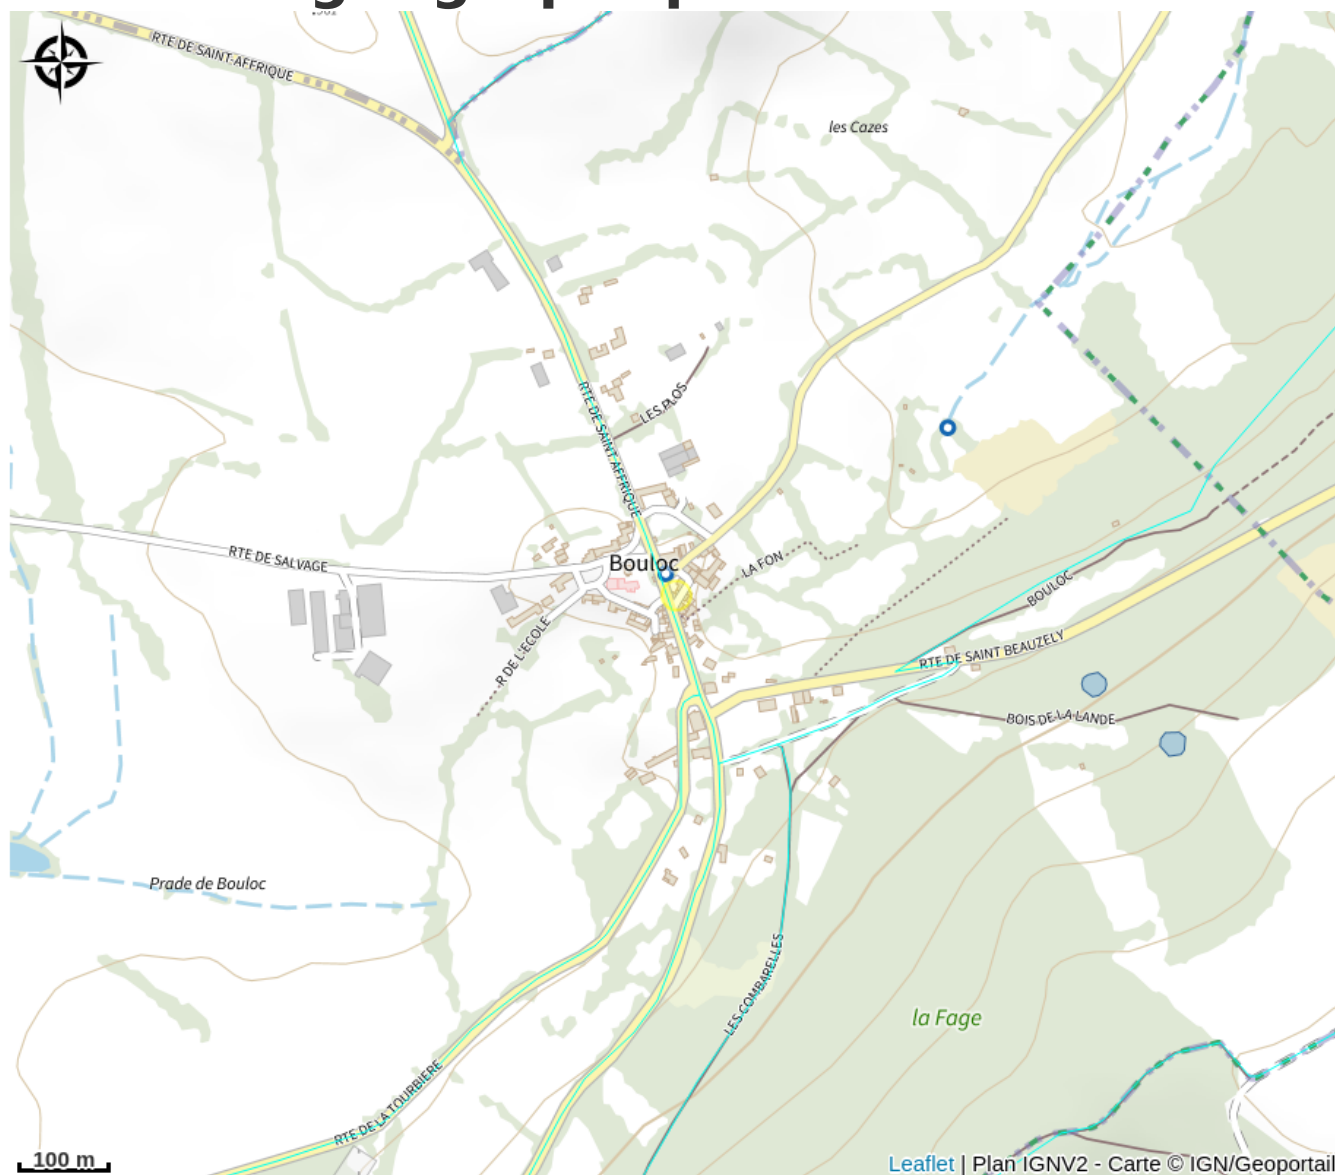 RTE DE SAINT-AFFRIQUE
les Cazes
RTE DE SAINT AFFRIQUE
LES PLOS
Bouloc
LA FON
RTE DE SALVAGE
R DE L'ECOLE
BOULOC
RTE DE SAINT BEAUZELY
BOIS DE LA LANDE
Prade de Bouloc
LES COMBARELLES
la Fage
RTE DE LA TOURBIERE
100 m
Leaflet | Plan IGNV2 - Carte © IGN/Geoportail